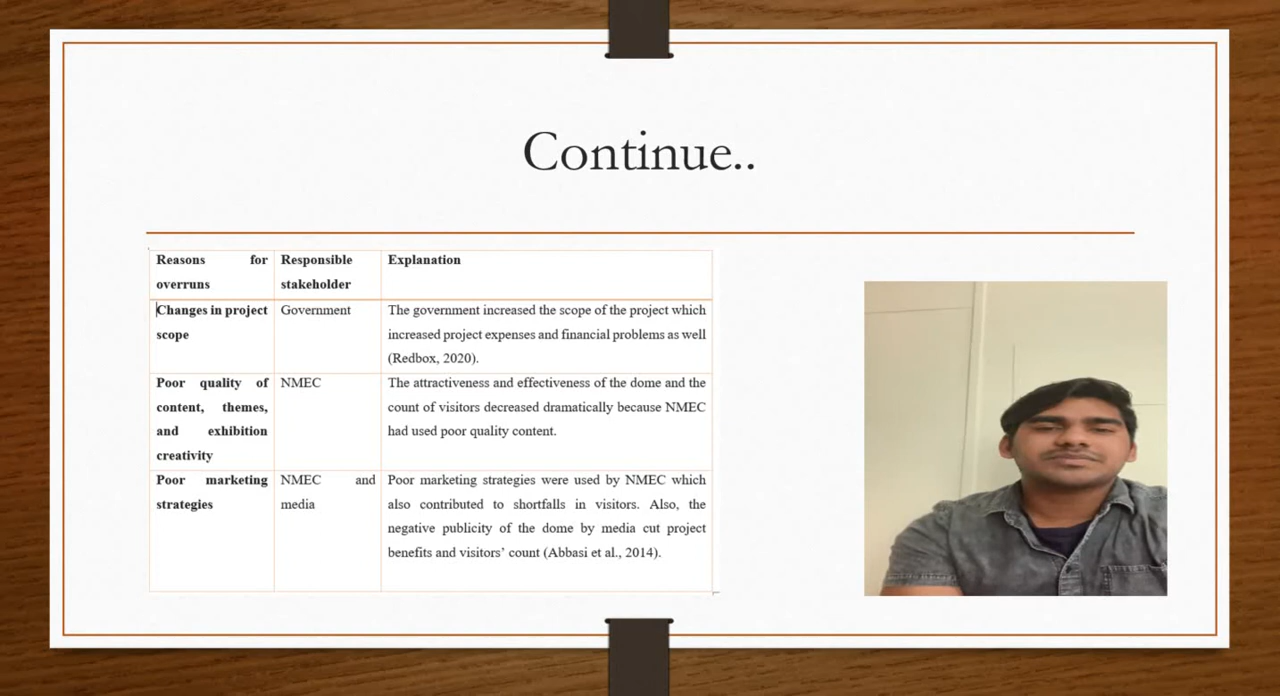 Continue..
Reasons for
overruns
Responsible
stakeholder
Explanation
Changes in project
scope
Government
The government increased the scope of the project which
increased project expenses and financial problems as well
(Redbox, 2020).
Poor quality of
content, themes,
and exhibition
creativity
NMEC
The attractiveness and effectiveness of the dome and the
count of visitors decreased dramatically because NMEC
had used poor quality content.
Poor marketing
strategies
NMEC and
media
Poor marketing strategies were used by NMEC which
also contributed to shortfalls in visitors. Also, the
negative publicity of the dome by media cut project
benefits and visitors’ count (Abbasi et al., 2014).